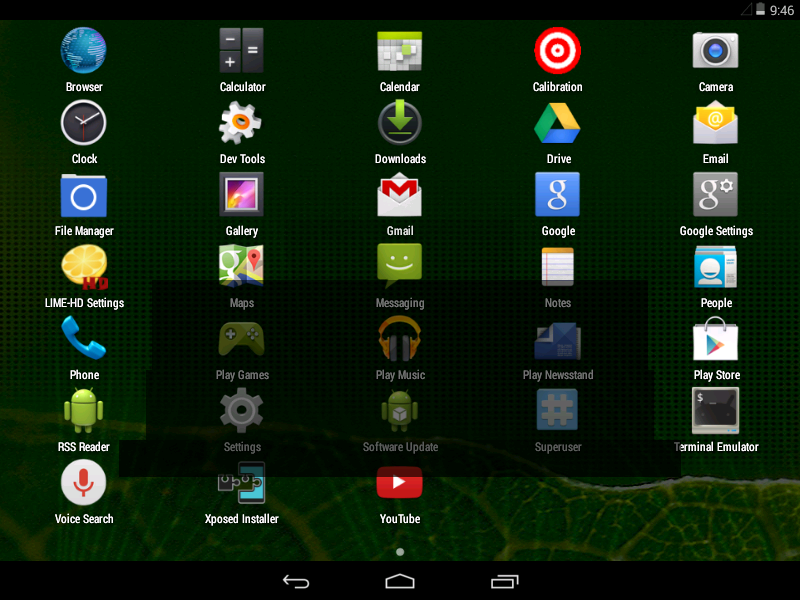 9:46
Browser
Calculator
Calendar
Calibration
Camera
Clock
Dev Tools
Downloads
Drive
Email
File Manager
Gallery
Gmail
Google
Google Settings
LIME-HD Settings
Maps
Messaging
Notes
People
Phone
Play Games
Play Music
Play Newsstand
Play Store
RSS Reader
Settings
Software Update
Superuser
Terminal Emulator
Voice Search
Xposed Installer
YouTube